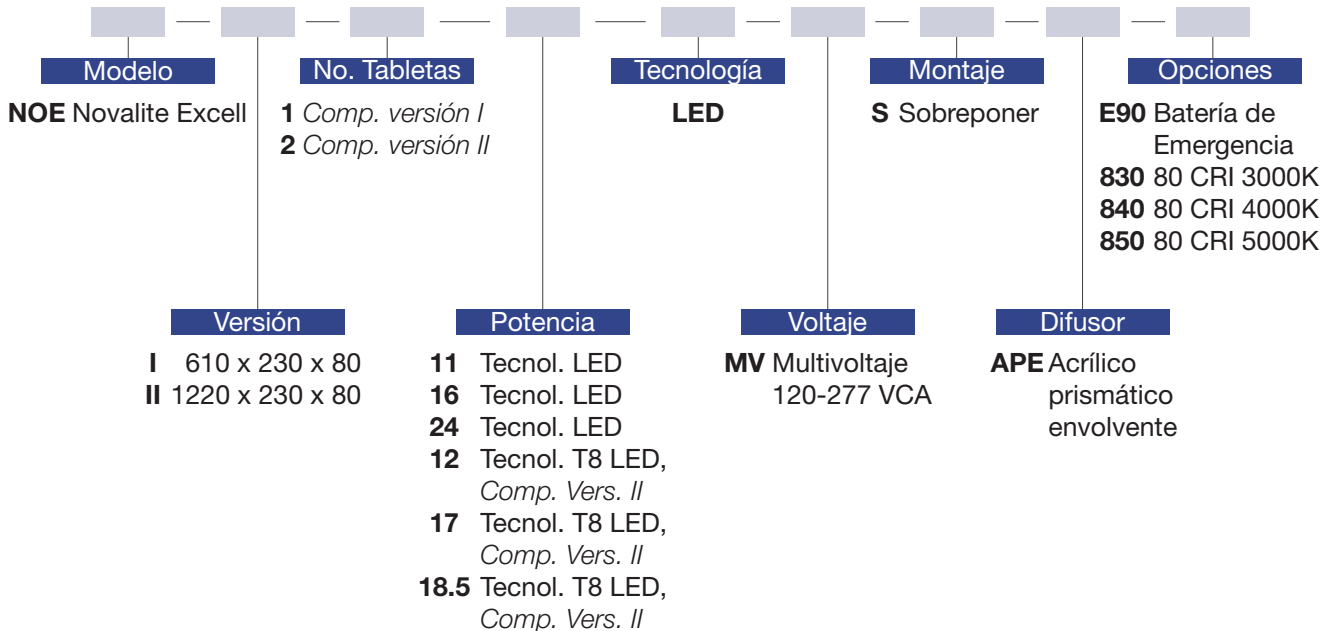 Modelo
NOE Novalite Excell
No. Tabletas
1 Comp. versión I
2 Comp. versión II
Tecnología
LED
Montaje
S Sobreponer
Opciones
E90 Batería de
Emergencia
830 80 CRI 3000K
840 80 CRI 4000K
850 80 CRI 5000K
Versión
I 610 x 230 x 80
II 1220 x 230 x 80
Potencia
11 Tecnol. LED
16 Tecnol. LED
24 Tecnol. LED
12 Tecnol. T8 LED,
Comp. Vers. II
17 Tecnol. T8 LED,
Comp. Vers. II
18.5 Tecnol. T8 LED,
Comp. Vers. II
Voltaje
MV Multivoltaje
120-277 VCA
Difusor
APE Acrílico
prismático
envolvente